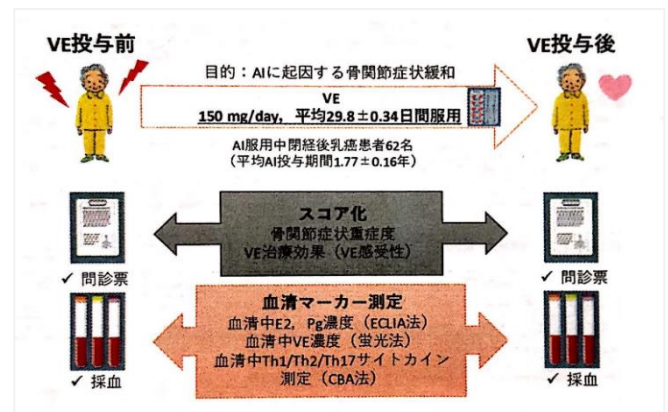 VE投与前
VE投与後
目的：AIに起因する骨関節症状緩和
VE
150 mg/day, 平均29.8±0.34日間服用
AI服用中閉経後乳癌患者62名
（平均AI投与期間1.77±0.16年）
スコア化
骨関節症状重症度
VE治療効果（VE感受性）
✓ 問診票
✓ 問診票
血清マーカー測定
血清中E2, Pg濃度（ECLIA法）
血清中VE濃度（蛍光法）
血清中Th1/Th2/Th17サイトカイン
測定（CBA法）
✓ 採血
✓ 採血